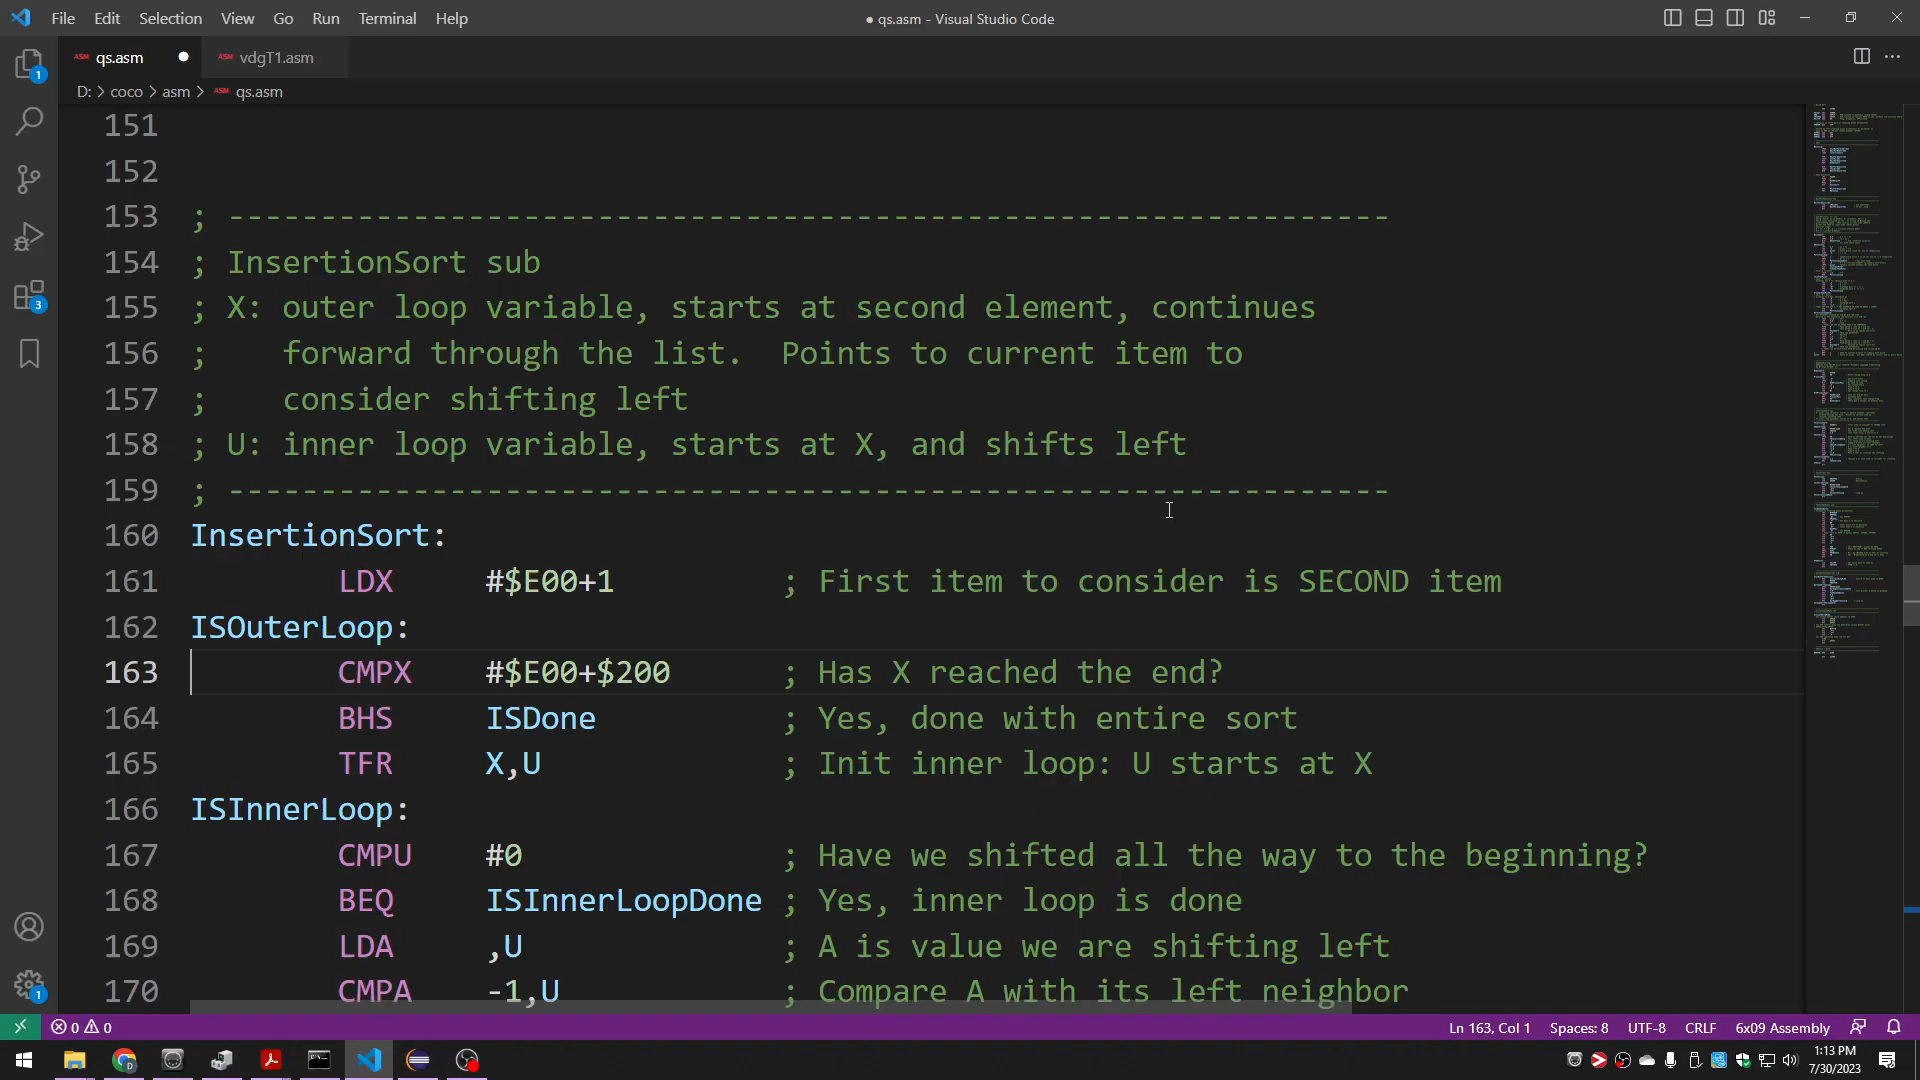 File Edit Selection View Go Run Terminal Help
● qs.asm - Visual Studio Code
ASM qs.asm
ASM vdgT1.asm
D: > coco > asm > ASM qs.asm
151
152
153 ; ---------------------------------------------------------------
154 ; InsertionSort sub
155 ; X: outer loop variable, starts at second element, continues
156 ;    forward through the list.  Points to current item to
157 ;    consider shifting left
158 ; U: inner loop variable, starts at X, and shifts left
159 ; ---------------------------------------------------------------
160 InsertionSort:
161         LDX     #$E00+1         ; First item to consider is SECOND item
162 ISOuterLoop:
163         CMPX    #$E00+$200      ; Has X reached the end?
164         BHS     ISDone          ; Yes, done with entire sort
165         TFR     X,U             ; Init inner loop: U starts at X
166 ISInnerLoop:
167         CMPU    #0              ; Have we shifted all the way to the beginning?
168         BEQ     ISInnerLoopDone ; Yes, inner loop is done
169         LDA     ,U              ; A is value we are shifting left
170         CMPA    -1,U            ; Compare A with its left neighbor
1
3
1
0 0
Ln 163, Col 1 Spaces: 8 UTF-8 CRLF 6x09 Assembly
1:13 PM
7/30/2023